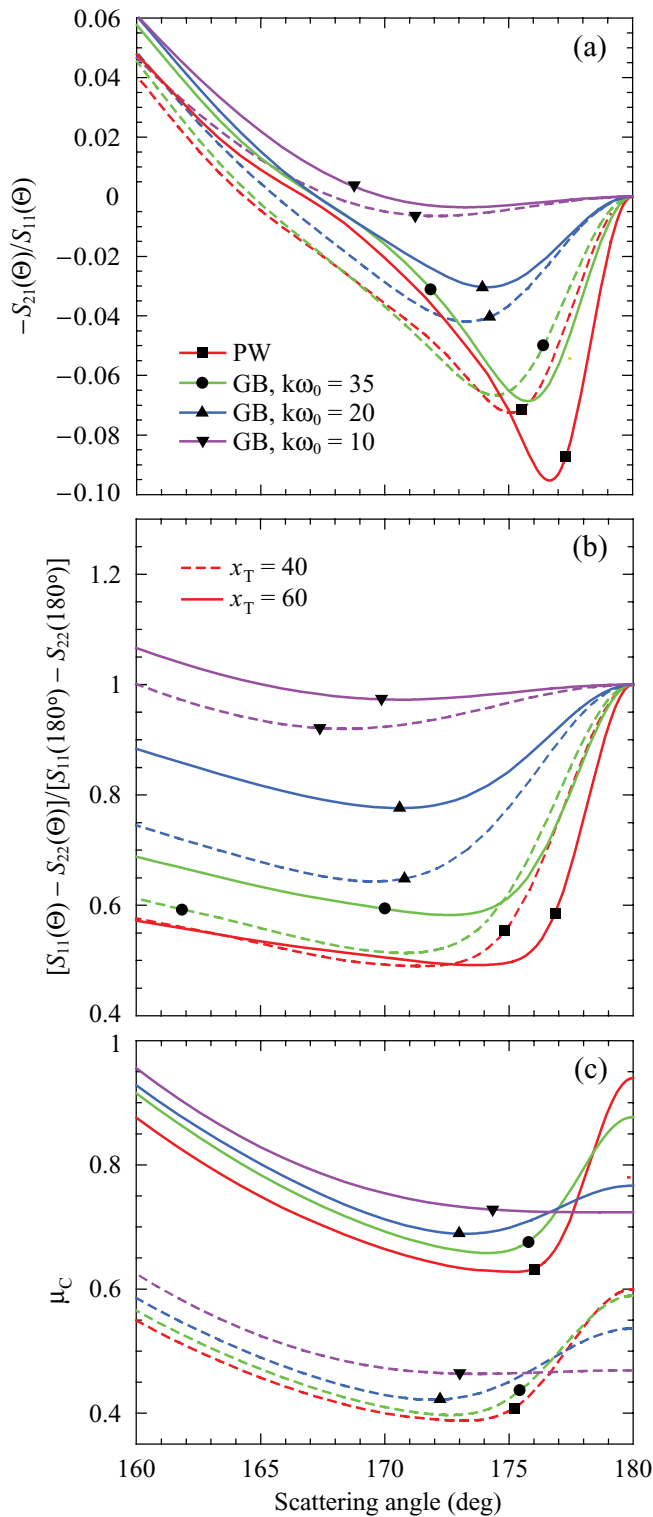 0.06
(a)
0.04
0.02
0
−0.02
−0.04
−0.06
−0.08
−0.10
−S21(Θ)/S11(Θ)
PW
GB, kω0 = 35
GB, kω0 = 20
GB, kω0 = 10
(b)
1.2
1
0.8
0.6
0.4
[S11(Θ) − S22(Θ)]/[S11(180°) − S22(180°)]
xT = 40
xT = 60
1
(c)
0.8
0.6
0.4
μC
160
165
170
175
180
Scattering angle (deg)